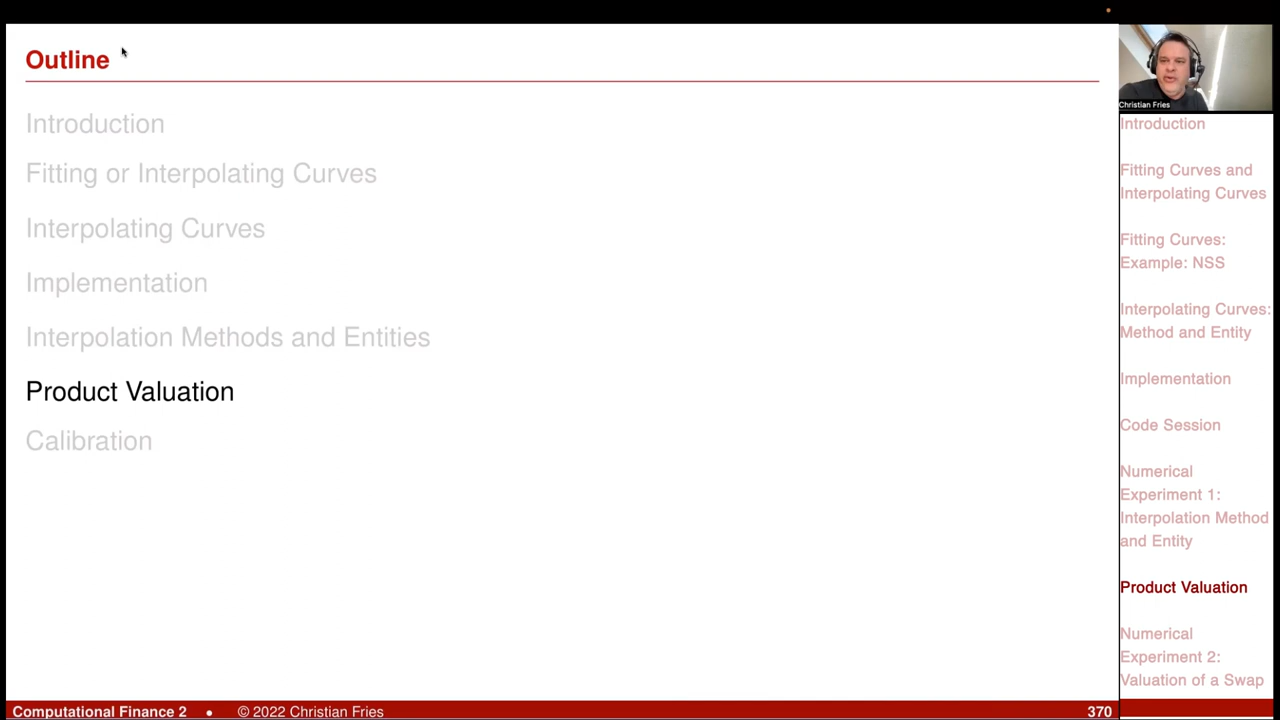 Outline
Introduction
Fitting or Interpolating Curves
Interpolating Curves
Implementation
Interpolation Methods and Entities
Product Valuation
Calibration
Christian Fries
Introduction
Fitting Curves and
Interpolating Curves
Fitting Curves:
Example: NSS
Interpolating Curves:
Method and Entity
Implementation
Code Session
Numerical
Experiment 1:
Interpolation Method
and Entity
Product Valuation
Numerical
Experiment 2:
Valuation of a Swap
Computational Finance 2 • © 2022 Christian Fries 370